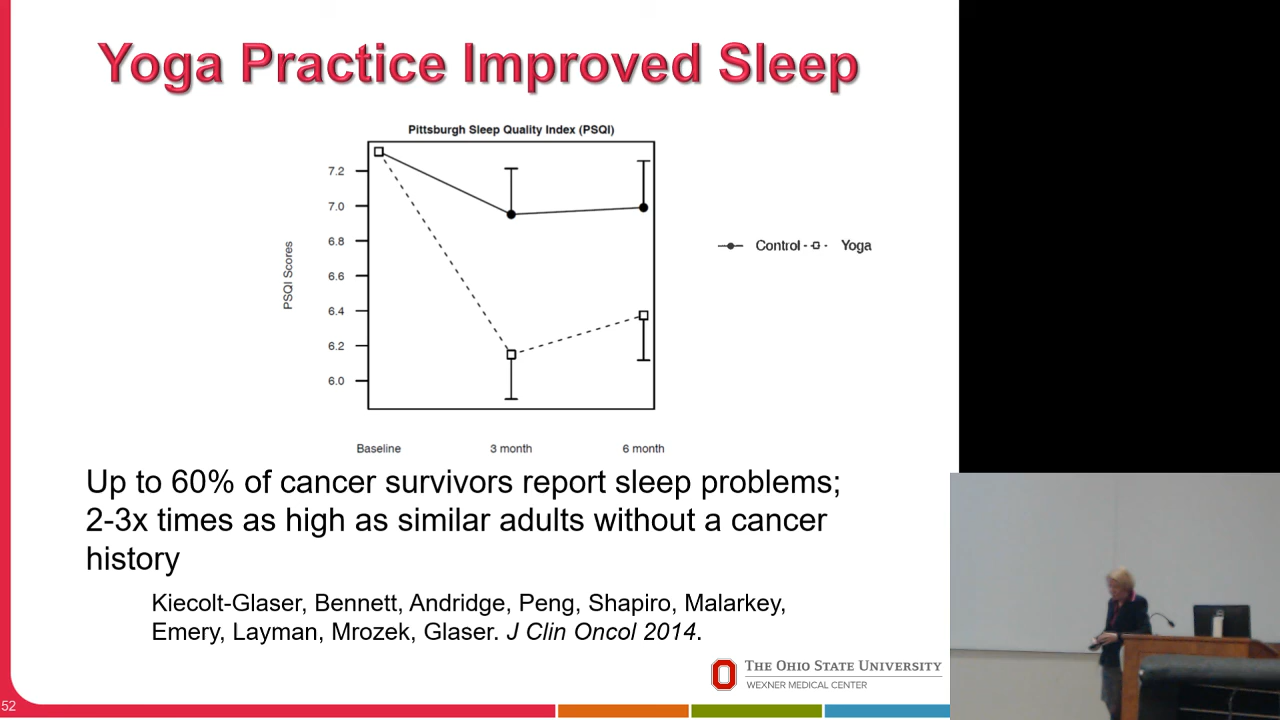 Yoga Practice Improved Sleep
Pittsburgh Sleep Quality Index (PSQI)
7.2
7.0
6.8
6.6
6.4
6.2
6.0
PSQI Scores
Control
Yoga
Baseline
3 month
6 month
Up to 60% of cancer survivors report sleep problems;
2-3x times as high as similar adults without a cancer
history
Kiecolt-Glaser, Bennett, Andridge, Peng, Shapiro, Malarkey,
Emery, Layman, Mrozek, Glaser. J Clin Oncol 2014.
THE OHIO STATE UNIVERSITY
WEXNER MEDICAL CENTER
52